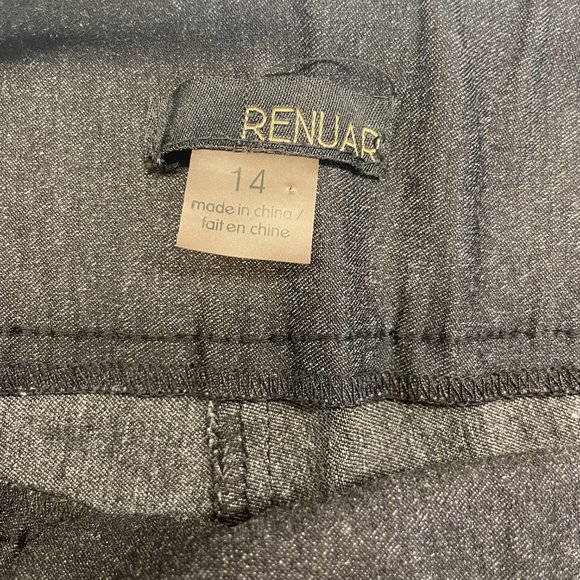 RENUAR
14
made in china /
fait en chine